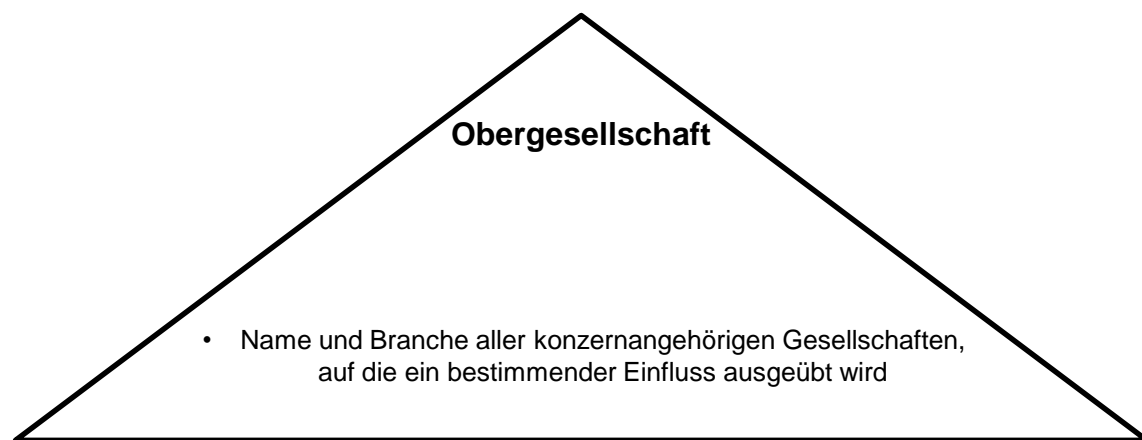 Obergesellschaft
• Name und Branche aller konzernangehörigen Gesellschaften,
auf die ein bestimmender Einfluss ausgeübt wird